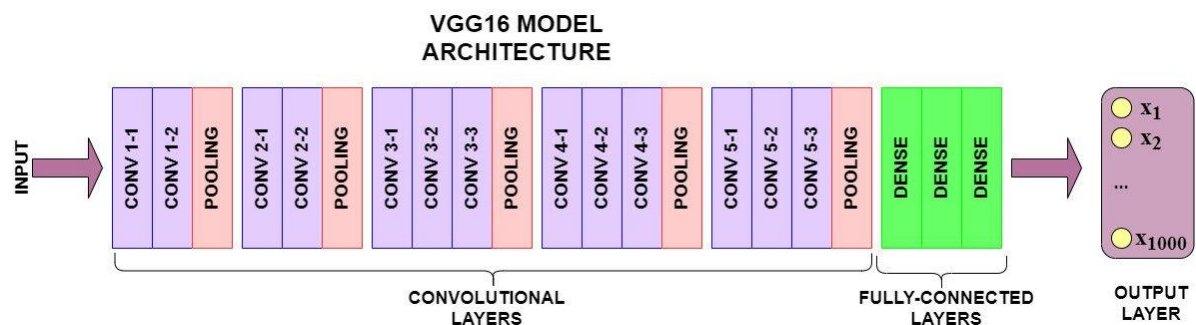 VGG16 MODEL
ARCHITECTURE
INPUT
CONV 1-1
CONV 1-2
POOLING
CONV 2-1
CONV 2-2
POOLING
CONV 3-1
CONV 3-2
CONV 3-3
POOLING
CONV 4-1
CONV 4-2
CONV 4-3
POOLING
CONV 5-1
CONV 5-2
CONV 5-3
POOLING
DENSE
DENSE
DENSE
x1
x2
...
x1000
CONVOLUTIONAL
LAYERS
FULLY-CONNECTED
LAYERS
OUTPUT
LAYER